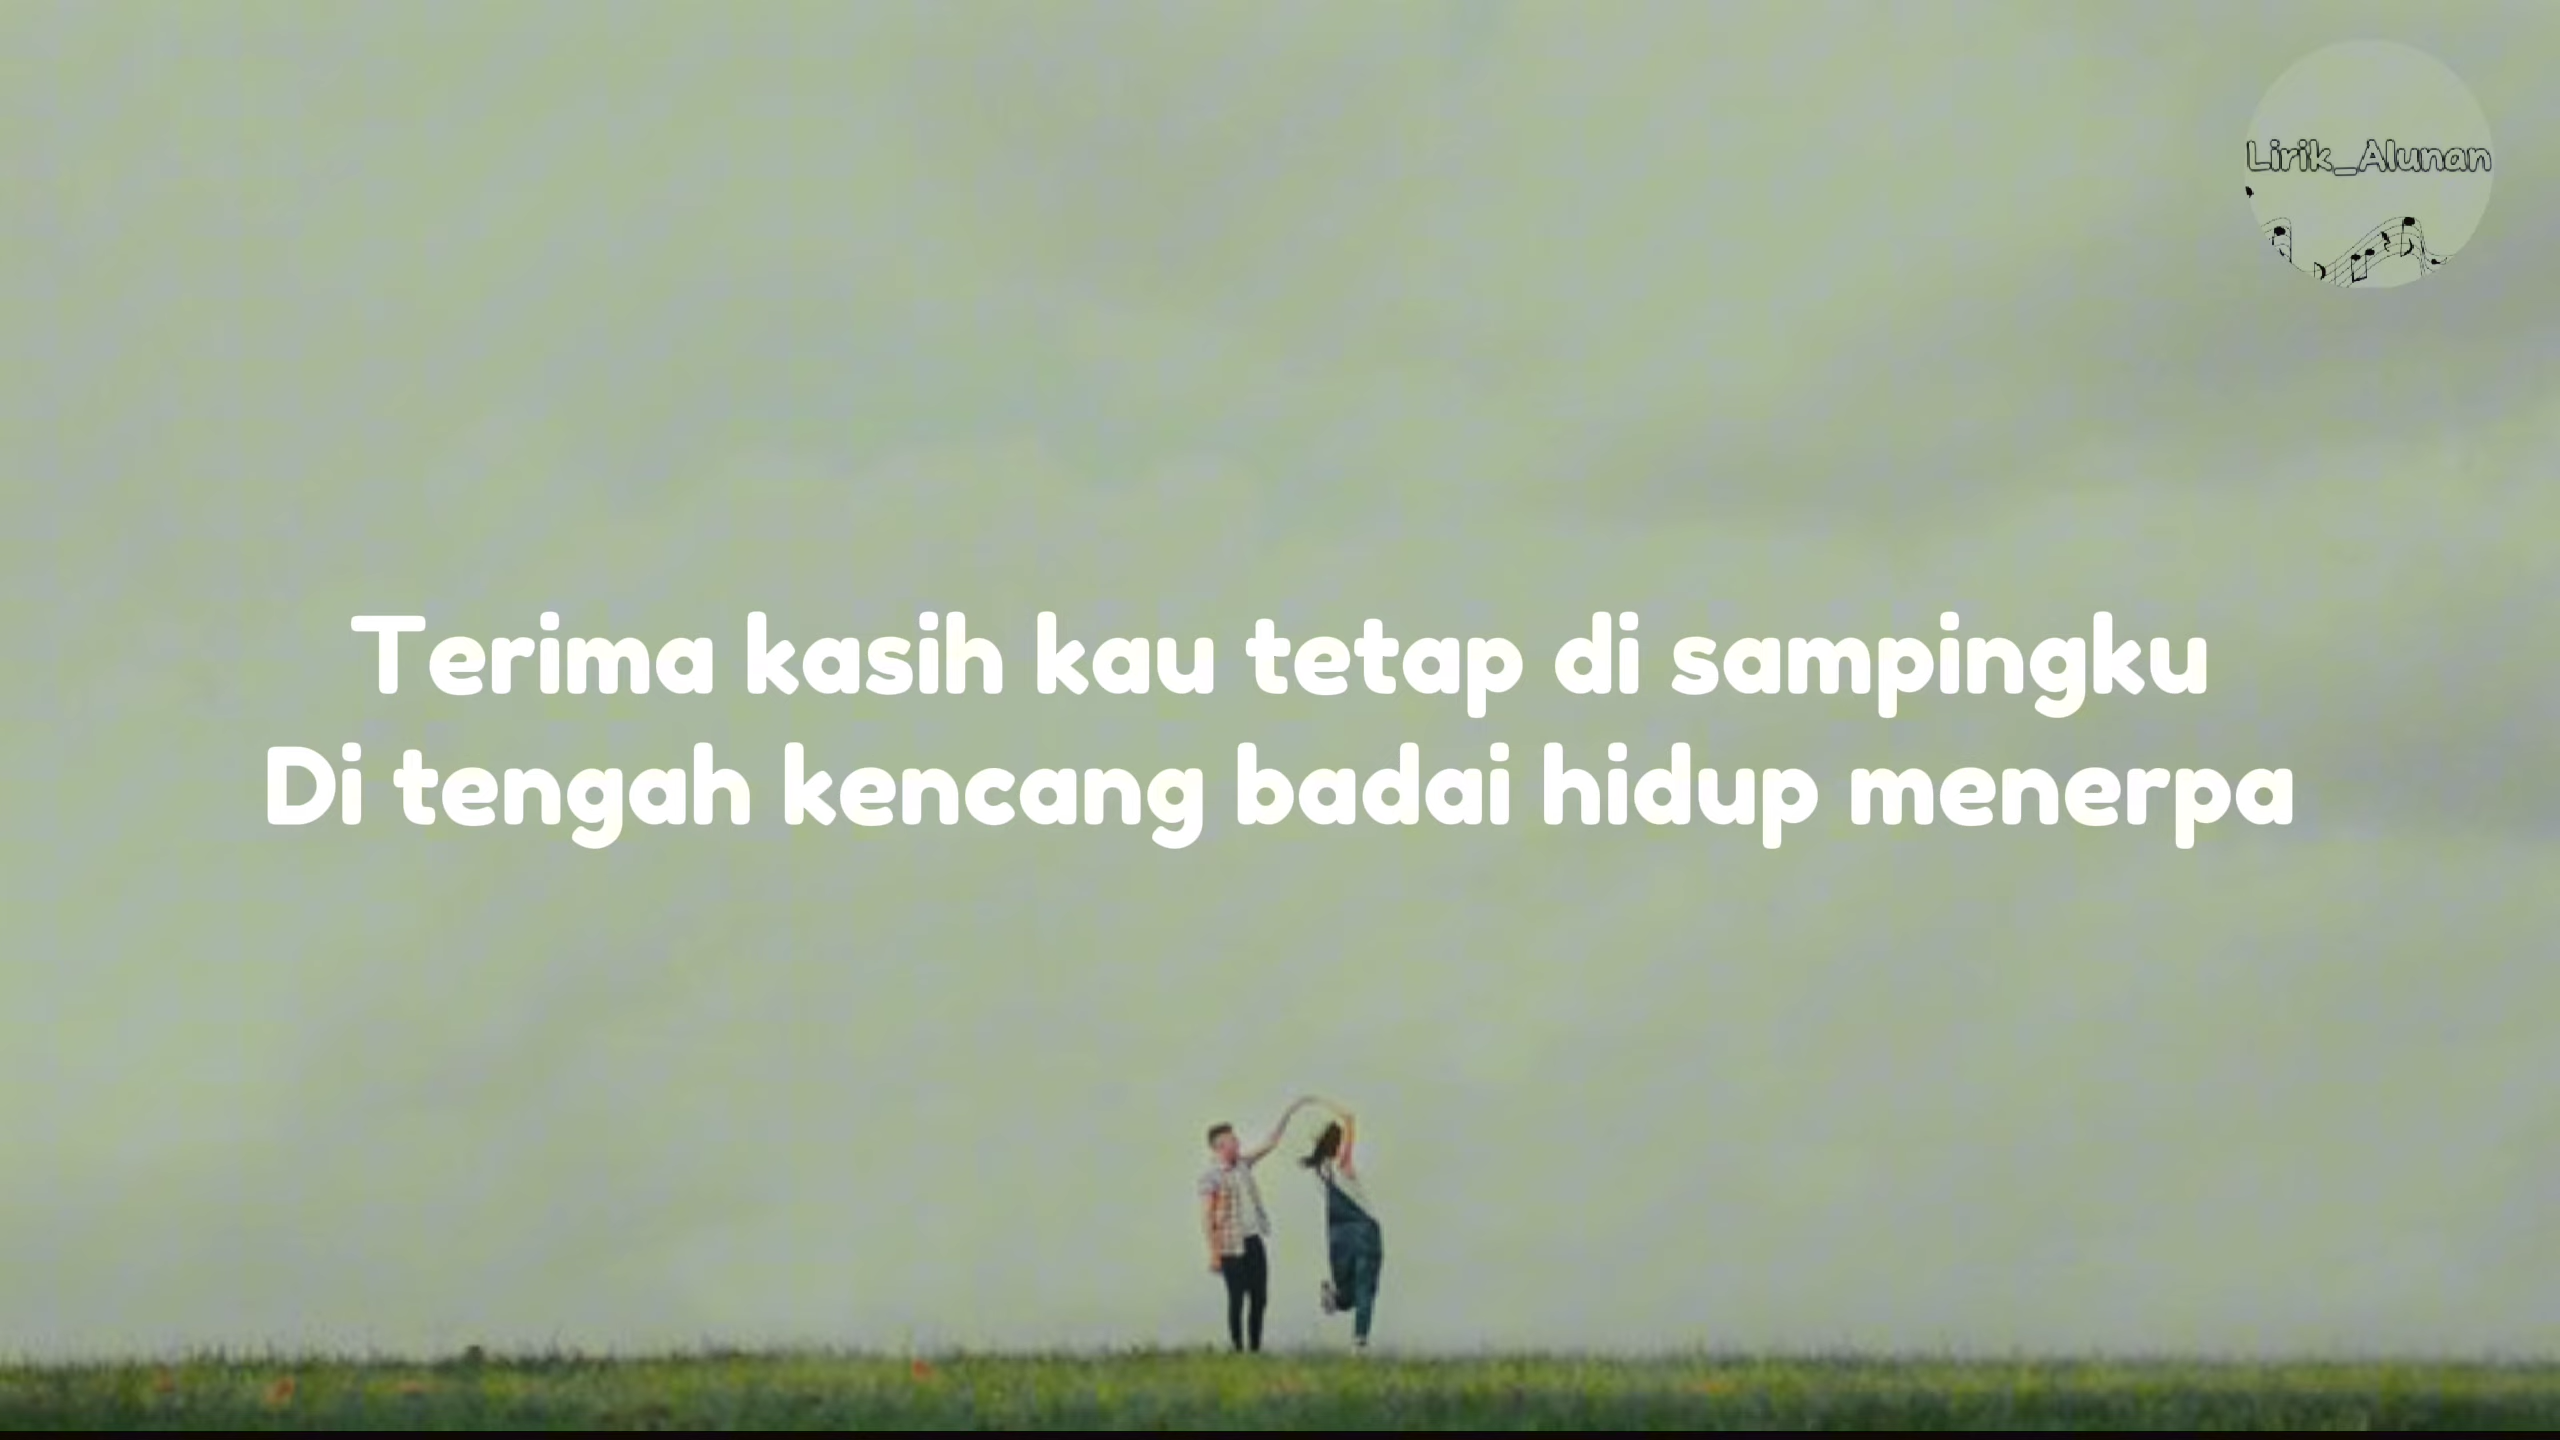 Lirik_Alunan
Terima kasih kau tetap di sampingku
Di tengah kencang badai hidup menerpa